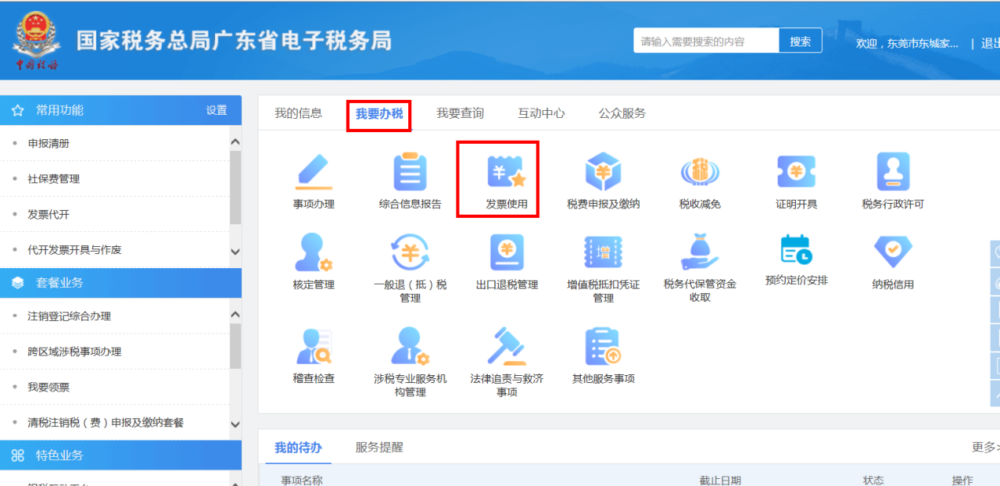 国家税务总局广东省电子税务局
中国税务
请输入需要搜索的内容
搜索
欢迎，东莞市东城家... | 退出
常用功能
设置
申报清册
社保费管理
发票代开
代开发票开具与作废
套餐业务
注销登记综合办理
跨区域涉税事项办理
我要领票
清税注销税（费）申报及缴纳套餐
特色业务
我的信息
我要办税
我要查询
互动中心
公众服务
事项办理
综合信息报告
发票使用
税费申报及缴纳
税收减免
证明开具
税务行政许可
核定管理
一般退（抵）税
管理
出口退税管理
增
增值税抵扣凭证
管理
税务代保管资金
收取
预约定价安排
纳税信用
稽查检查
涉税专业服务机
构管理
法律追责与救济
事项
其他服务事项
税
我的待办
服务提醒
更多>
事项名称
截止日期
状态
操作